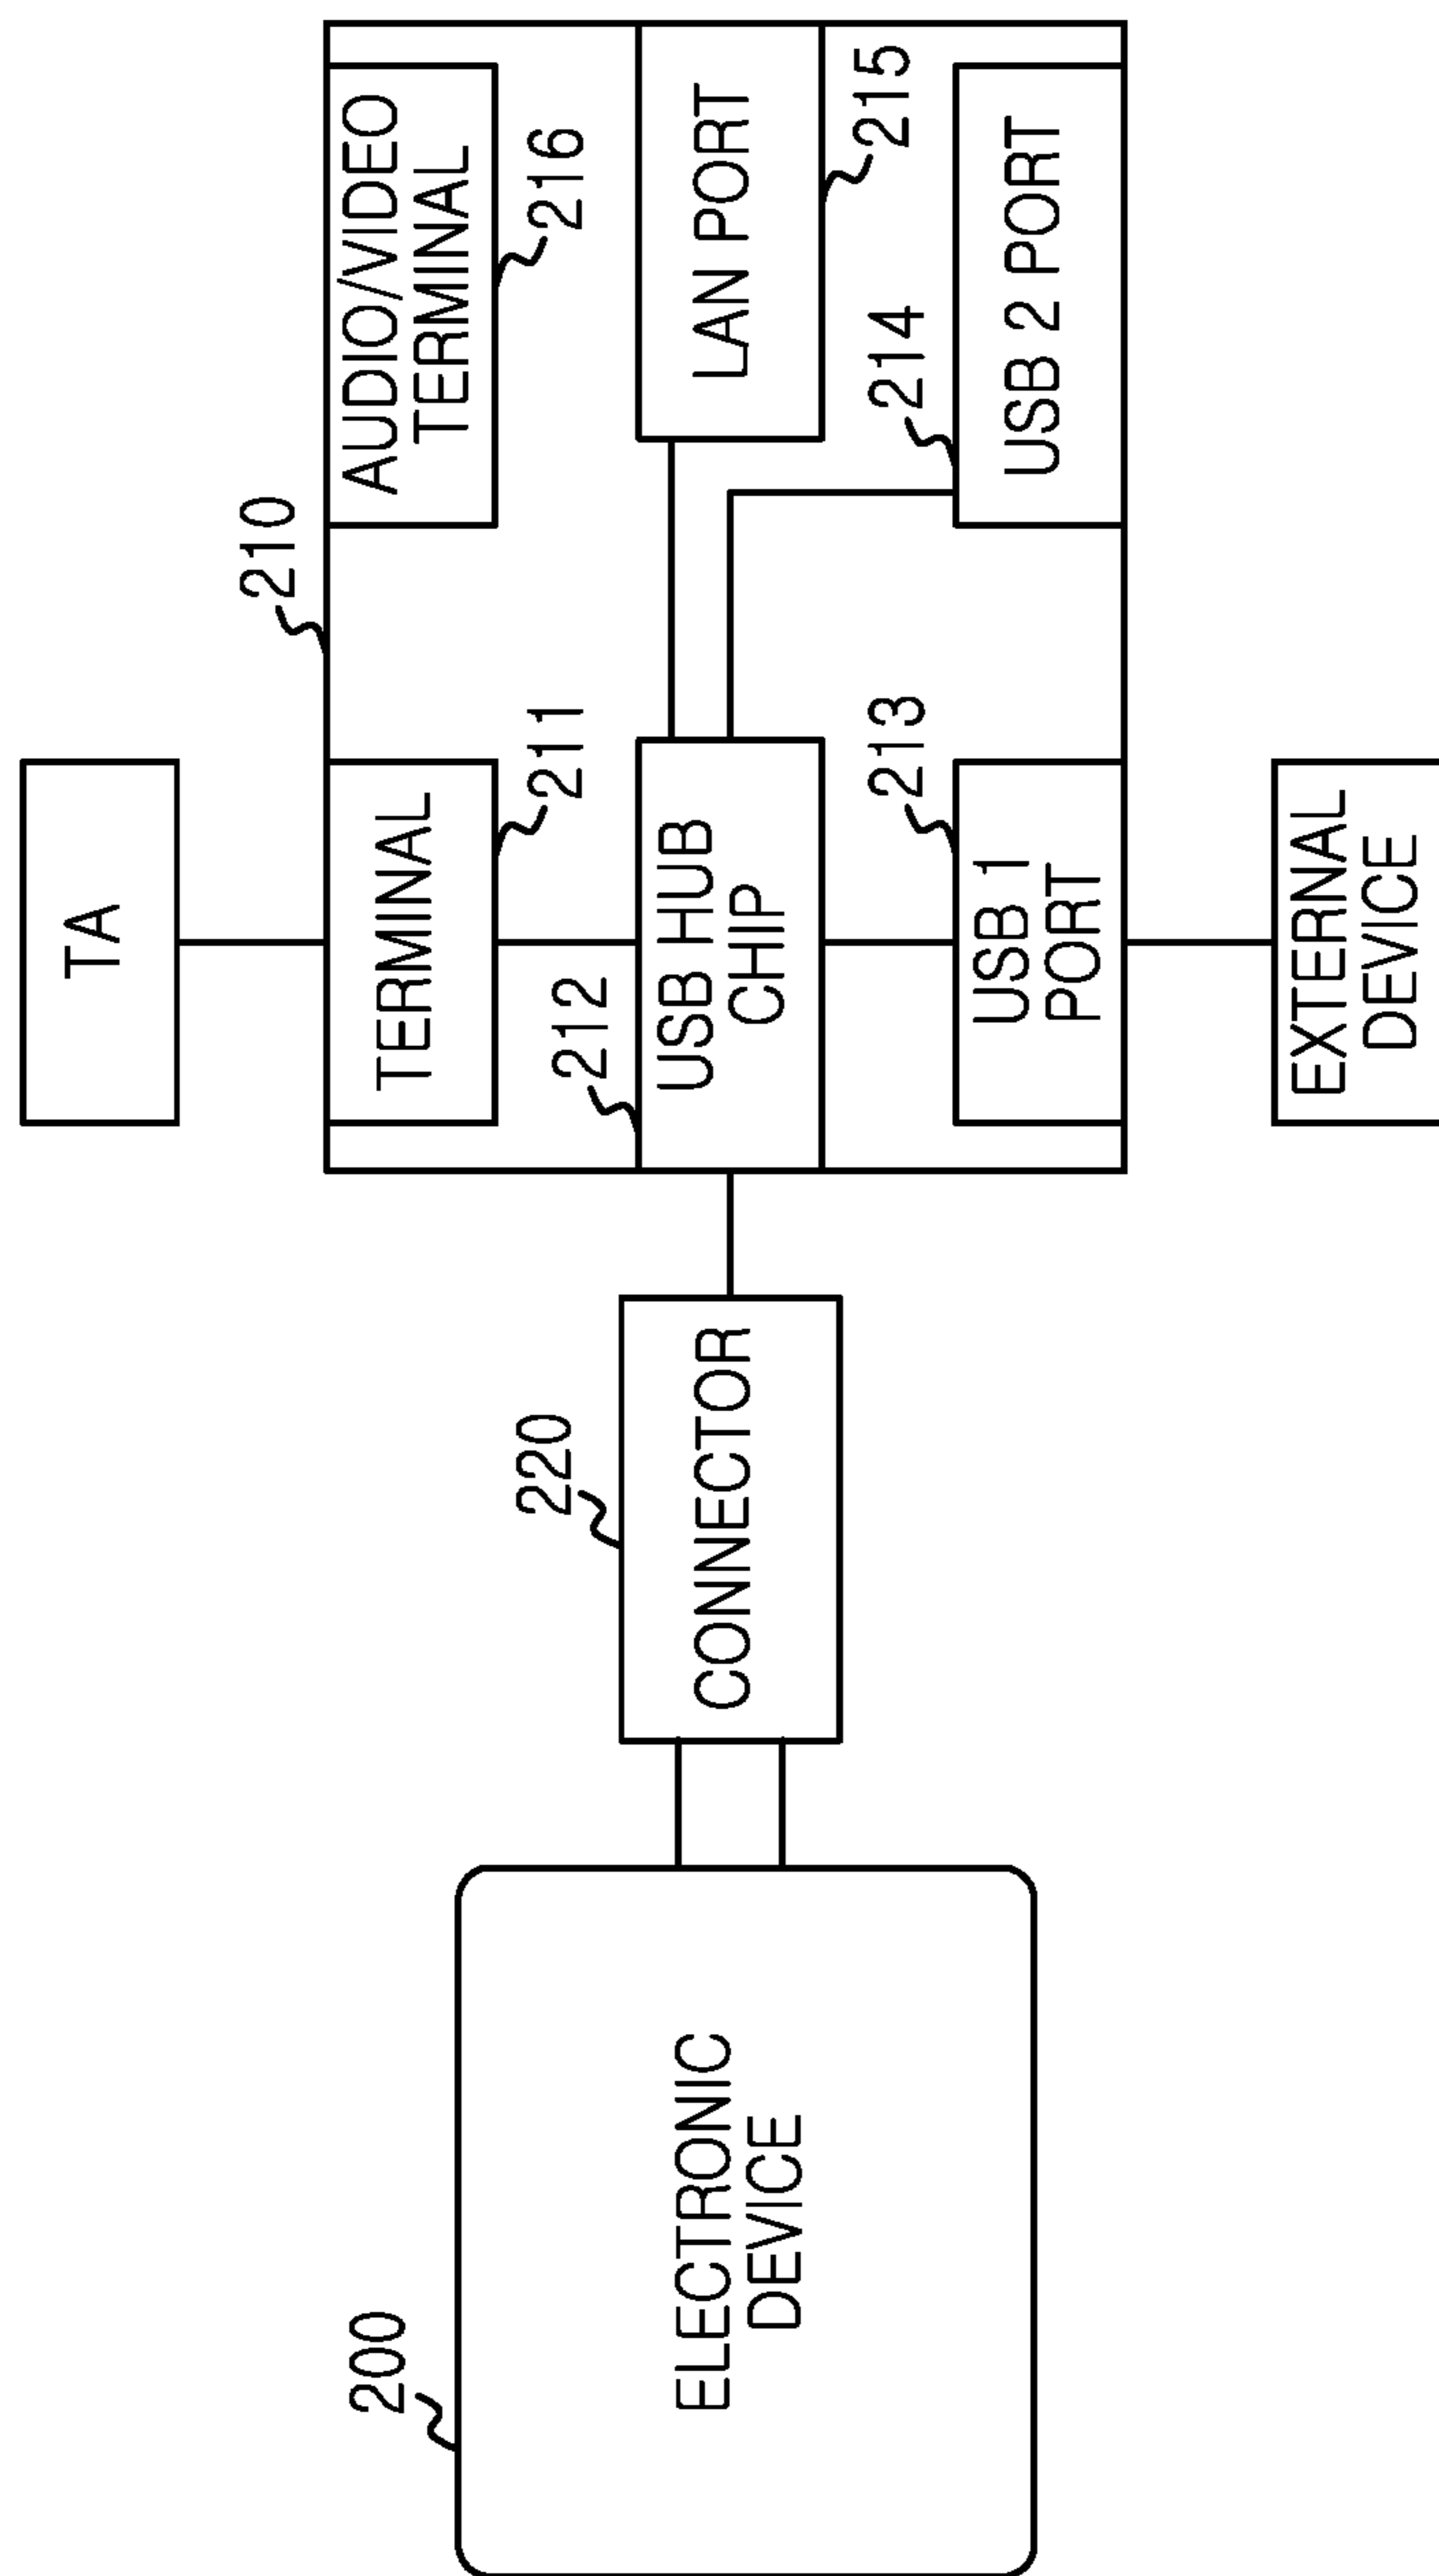 TA
210
TERMINAL
211
AUDIO/VIDEO
TERMINAL
216
200
ELECTRONIC
DEVICE
220
CONNECTOR
212
USB HUB
CHIP
LAN PORT
215
213
USB 1
PORT
214
USB 2 PORT
EXTERNAL
DEVICE